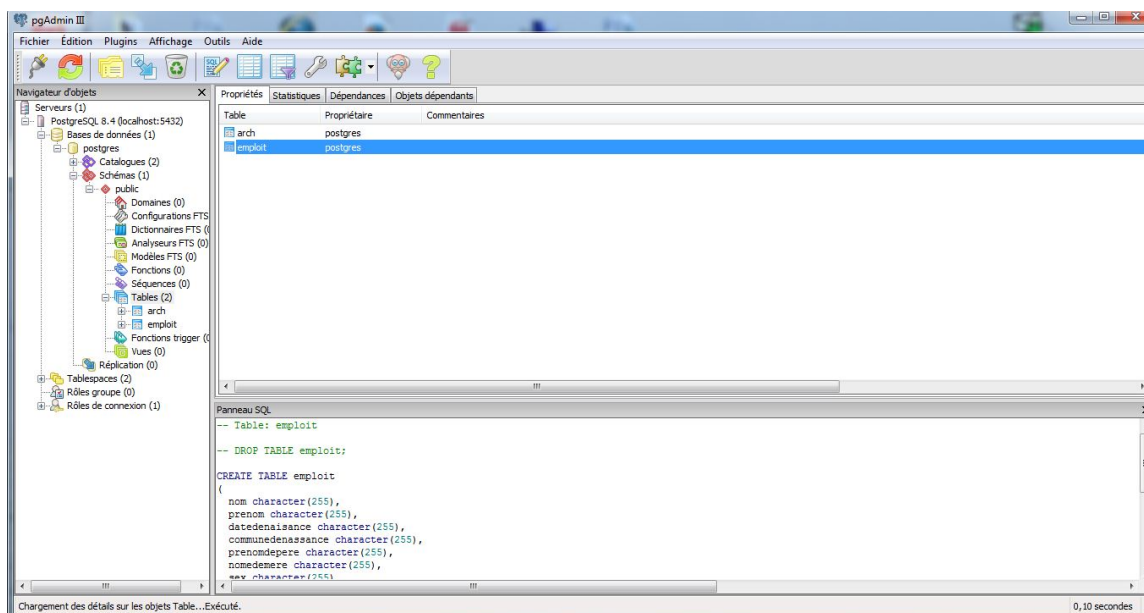 pgAdmin III
Fichier Édition Plugins Affichage Outils Aide
Navigateur d'objets
Serveurs (1)
PostgreSQL 8.4 (localhost:5432)
Bases de données (1)
postgres
Catalogues (2)
Schémas (1)
public
Domaines (0)
Configurations FTS
Dictionnaires FTS (
Analyseurs FTS (0)
Modèles FTS (0)
Fonctions (0)
Séquences (0)
Tables (2)
arch
emploit
Fonctions trigger (
Vues (0)
Réplication (0)
Tablespaces (2)
Rôles groupe (0)
Rôles de connexion (1)
Propriétés Statistiques Dépendances Objets dépendants
Table Propriétaire Commentaires
arch postgres
emploit postgres
Panneau SQL
-- Table: emploit
-- DROP TABLE emploit;
CREATE TABLE emploit
(
nom character(255),
prenom character(255),
datedenaisance character(255),
communedenassance character(255),
prenomdepere character(255),
nomedemere character(255),
sex character(255)
Chargement des détails sur les objets Table...Exécuté.
0,10 secondes